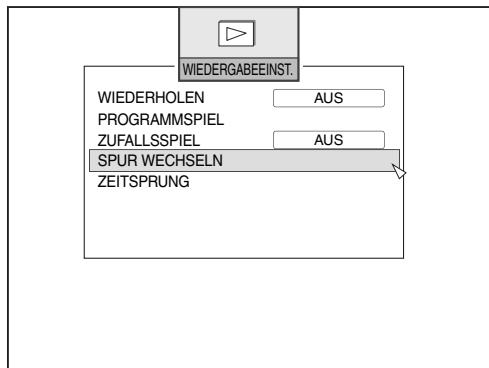 WIEDERGABEEINST.
WIEDERHOLEN AUS
PROGRAMMSPIEL
ZUFALLSSPIEL AUS
SPUR WECHSELN
ZEITSPRUNG